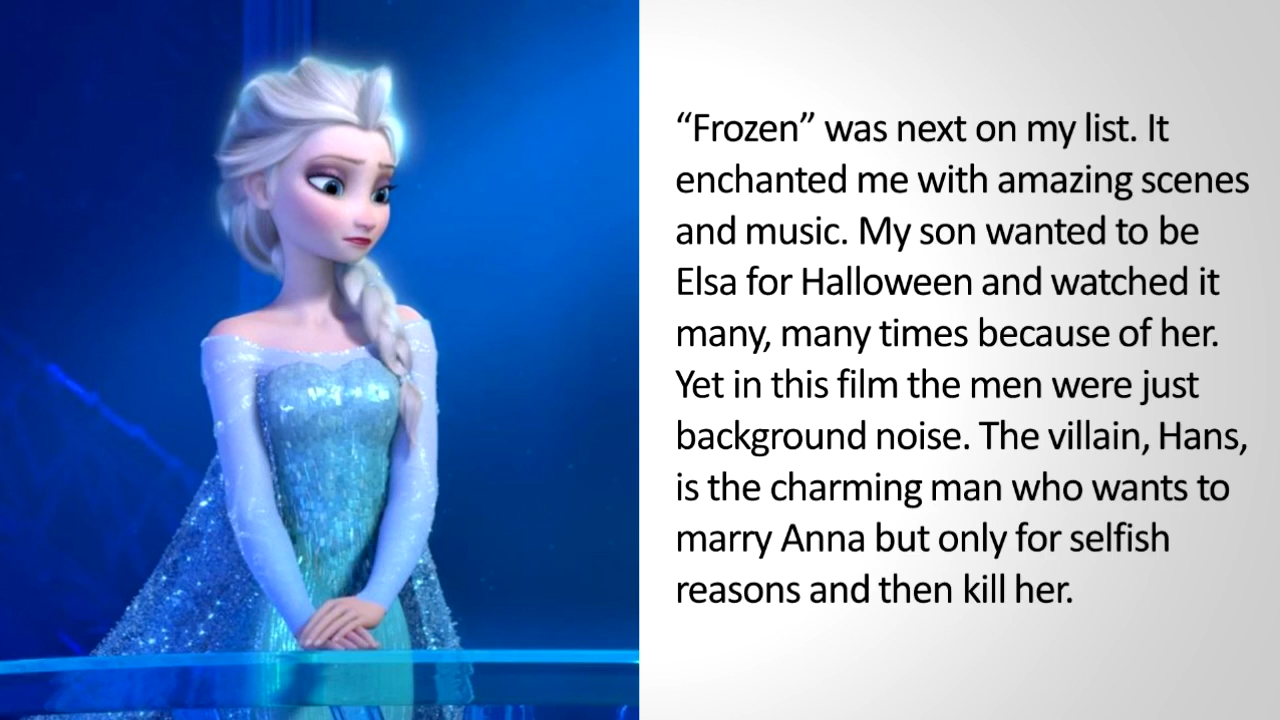 “Frozen” was next on my list. It
enchanted me with amazing scenes
and music. My son wanted to be
Elsa for Halloween and watched it
many, many times because of her.
Yet in this film the men were just
background noise. The villain, Hans,
is the charming man who wants to
marry Anna but only for selfish
reasons and then kill her.